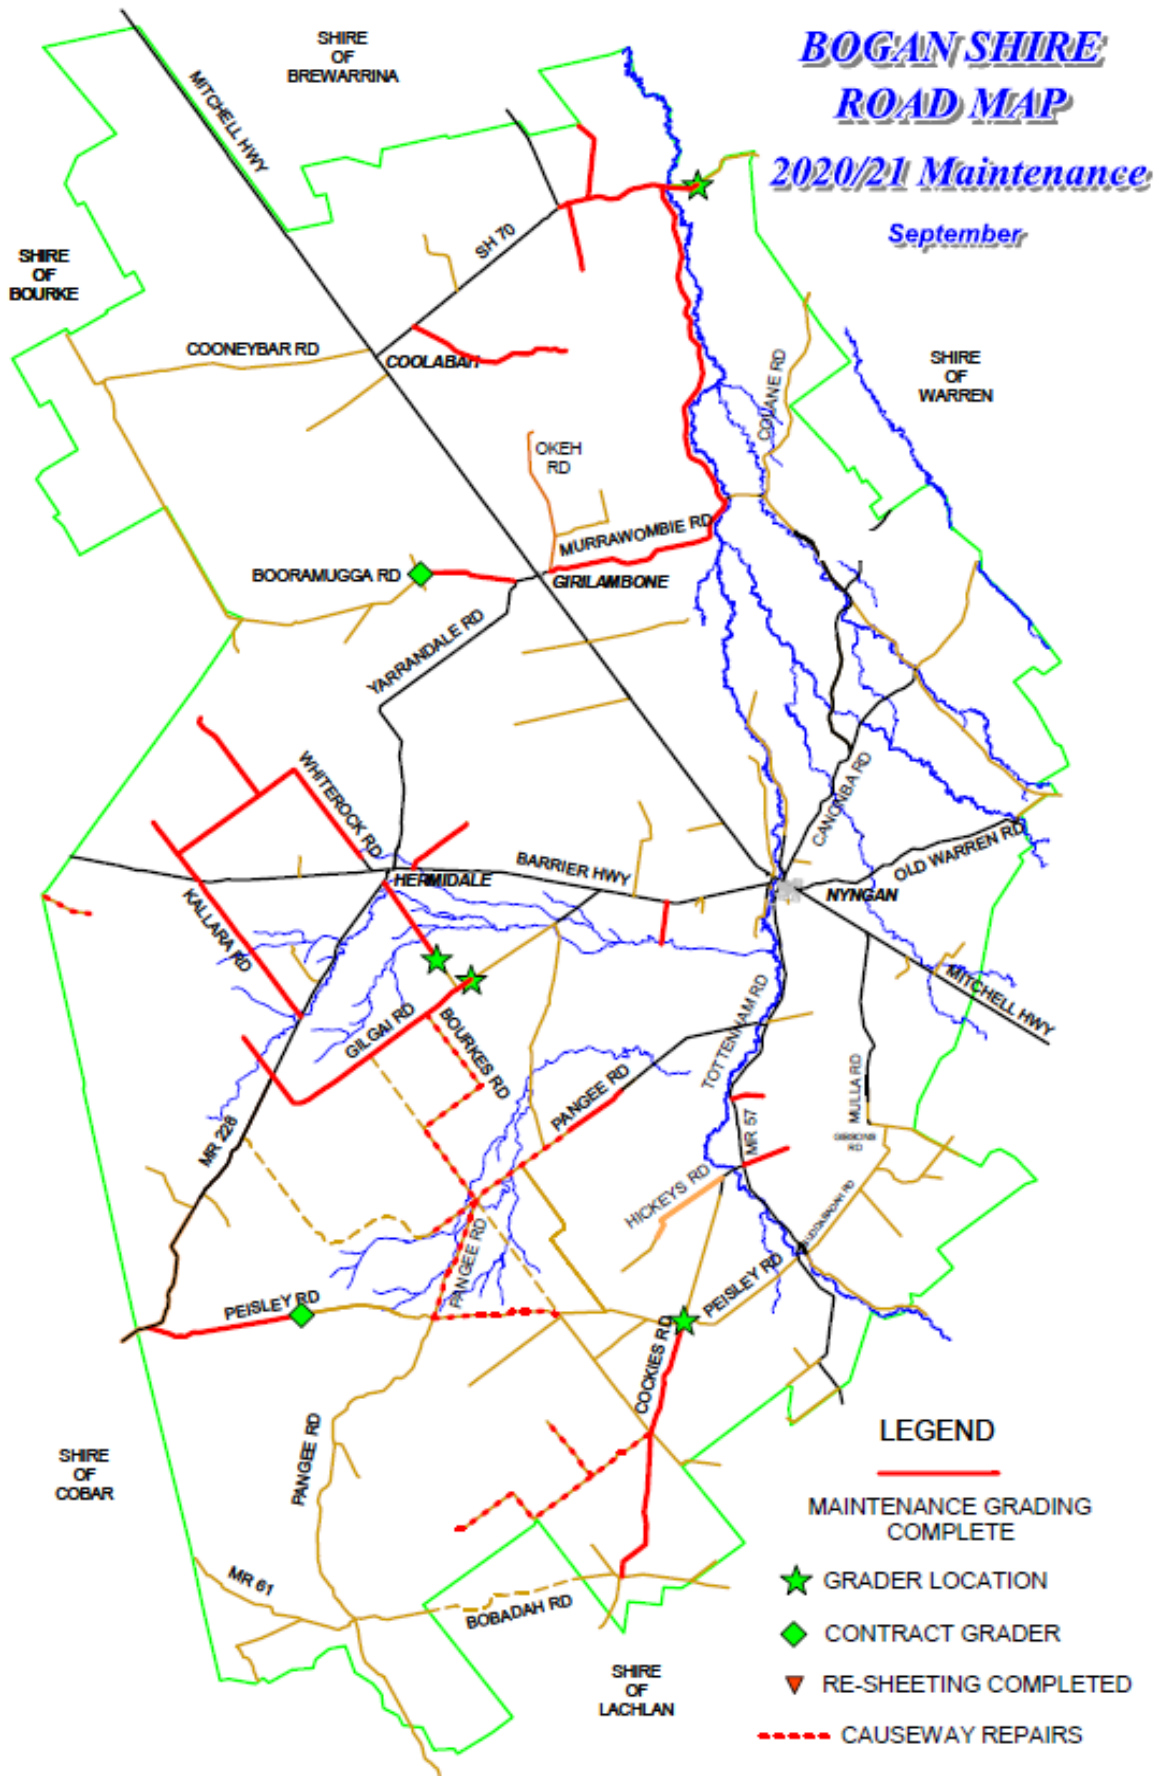 BOGAN SHIRE
ROAD MAP
2020/21 Maintenance
September
SHIRE
OF
BREWARRINA
MITCHELL HWY
SHIRE
OF
BOURKE
SH 70
COONEYBAR RD
COOLABAH
SHIRE
OF
WARREN
COLANE RD
OKEH
RD
MURRAWOMBIE RD
BOORAMUGGA RD
GIRILAMBONE
YARRANDALE RD
WHITEROCK RD
CANONBA RD
OLD WARREN RD
BARRIER HWY
HERMIDALE
NYNGAN
KALLARA RD
MITCHELL HWY
GILGAI RD
BOURKES RD
TOTTENHAM RD
PANGEE RD
MULLA RD
MR 57
GIBBONS
RD
MR 228
HICKEYS RD
BUDDABADAH RD
PANGEE RD
PEISLEY RD
PEISLEY RD
COCKIES RD
PANGEE RD
SHIRE
OF
COBAR
MR 61
BOBADAH RD
SHIRE
OF
LACHLAN
LEGEND
MAINTENANCE GRADING
COMPLETE
GRADER LOCATION
CONTRACT GRADER
RE-SHEETING COMPLETED
CAUSEWAY REPAIRS